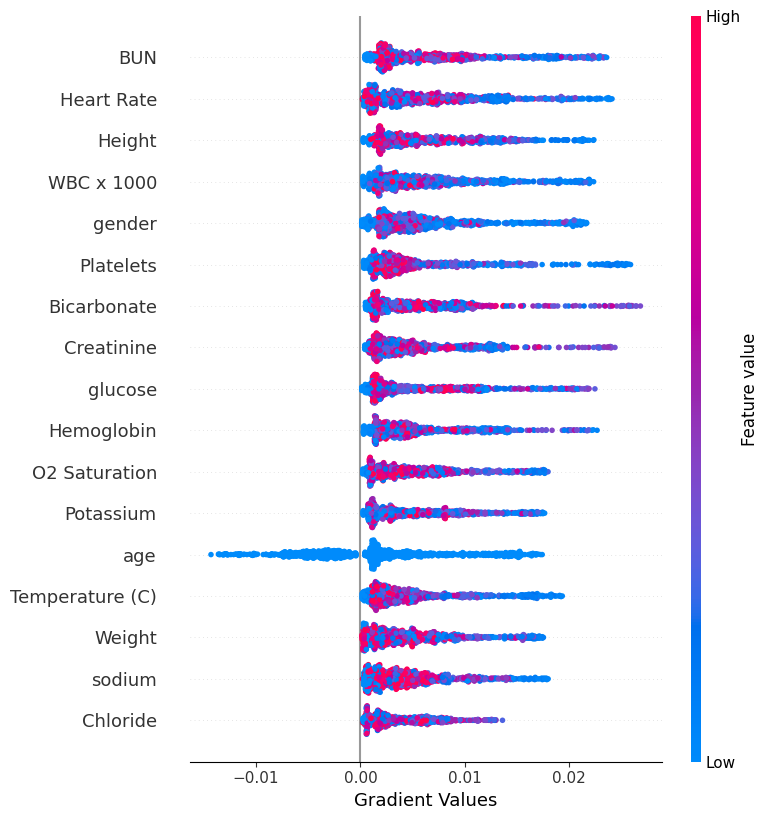 High
BUN
Heart Rate
Height
WBC x 1000
gender
Platelets
Bicarbonate
Creatinine
glucose
Hemoglobin
O2 Saturation
Potassium
age
Temperature (C)
Weight
sodium
Chloride
Feature value
Low
−0.01 0.00 0.01 0.02
Gradient Values